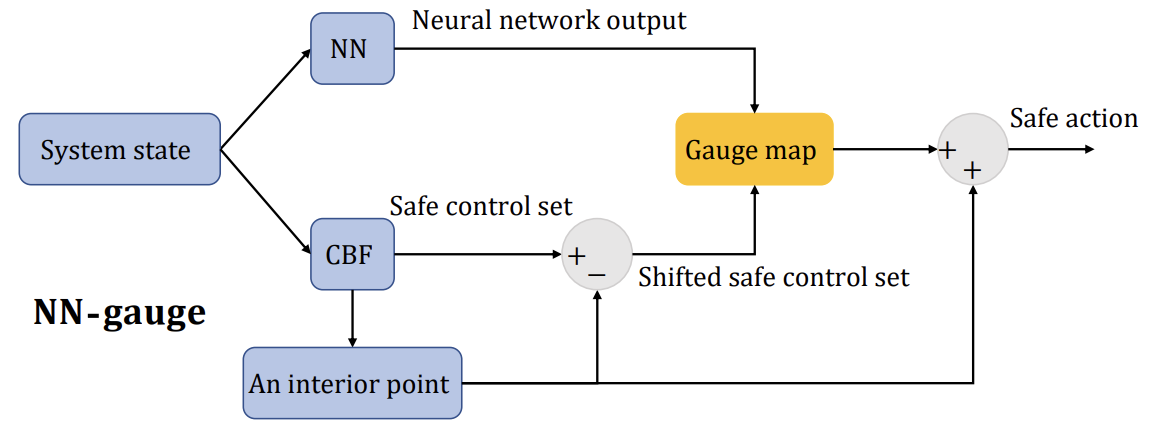 Neural network output
NN
System state
Gauge map
Safe action
+
+
Safe control set
CBF
+
−
Shifted safe control set
NN-gauge
An interior point